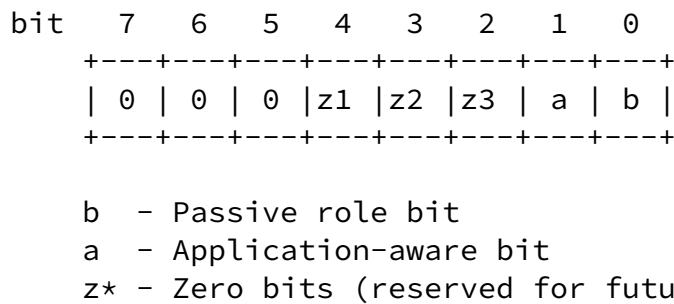 bit 7 6 5 4 3 2 1 0
+---+---+---+---+---+---+---+---+
| 0 | 0 | 0 |z1 |z2 |z3 | a | b |
+---+---+---+---+---+---+---+---+
b - Passive role bit
a - Application-aware bit
z* - Zero bits (reserved for futu